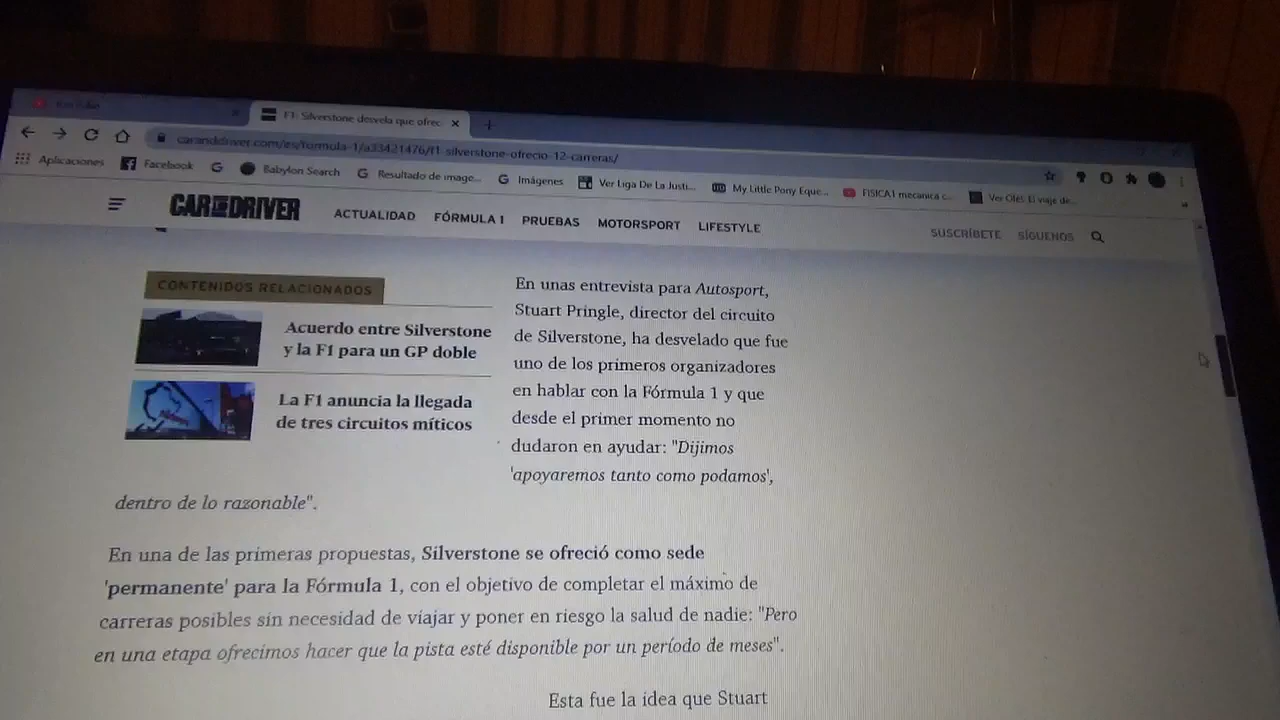 YouTube
F1: Silverstone desvela que ofrec
caranddriver.com/es/formula-1/a33421476/f1-silverstone-ofrecio-12-carreras/
Aplicaciones Facebook Babylon Search Resultado de image... Imágenes Ver Liga De La Justi... My Little Pony Eque... FISICA I mecanica c... Ver Olé!: El viaje de...
CAR AND DRIVER ACTUALIDAD FÓRMULA 1 PRUEBAS MOTORSPORT LIFESTYLE SUSCRÍBETE SÍGUENOS
CONTENIDOS RELACIONADOS
Acuerdo entre Silverstone
y la F1 para un GP doble
La F1 anuncia la llegada
de tres circuitos míticos
En unas entrevista para Autosport,
Stuart Pringle, director del circuito
de Silverstone, ha desvelado que fue
uno de los primeros organizadores
en hablar con la Fórmula 1 y que
desde el primer momento no
dudaron en ayudar: "Dijimos
'apoyaremos tanto como podamos',
dentro de lo razonable".
En una de las primeras propuestas, Silverstone se ofreció como sede
'permanente' para la Fórmula 1, con el objetivo de completar el máximo de
carreras posibles sin necesidad de viajar y poner en riesgo la salud de nadie: "Pero
en una etapa ofrecimos hacer que la pista esté disponible por un período de meses".
Esta fue la idea que Stuart